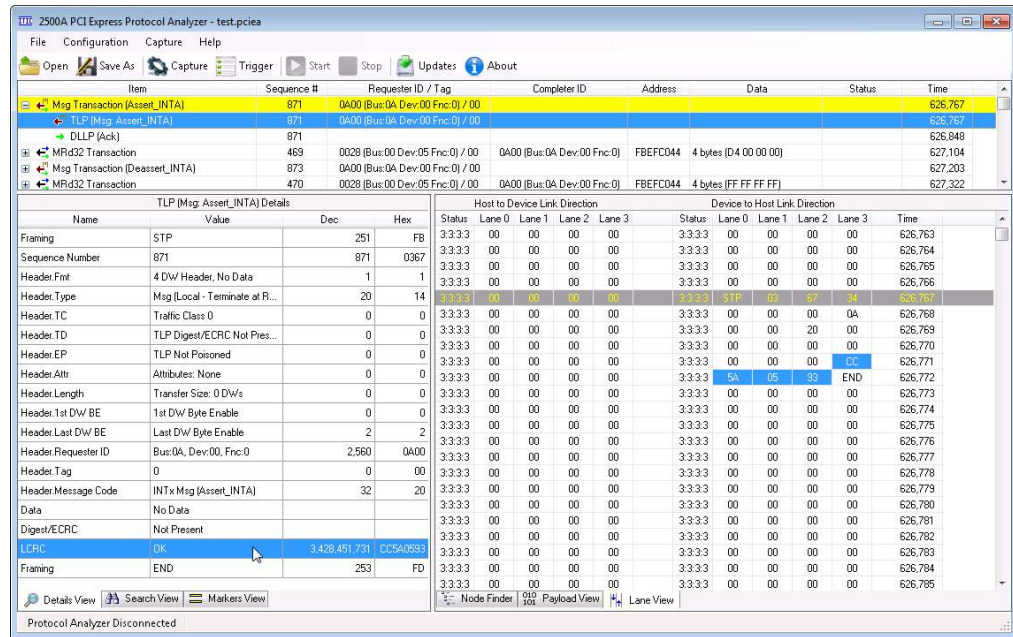 2500A PCI Express Protocol Analyzer - test.pciea
File Configuration Capture Help
Open Save As Capture Trigger Start Stop Updates About
Item Sequence # Requester ID / Tag Completer ID Address Data Status Time
Msg Transaction (Assert_INTA) 871 0A00 (Bus:0A Dev:00 Fnc:0) / 00 626,767
TLP (Msg: Assert_INTA) 871 0A00 (Bus:0A Dev:00 Fnc:0) / 00 626,767
DLLP (Ack) 871 626,848
MRd32 Transaction 469 0028 (Bus:00 Dev:05 Fnc:0) / 00 0A00 (Bus:0A Dev:00 Fnc:0) FBEFC044 4 bytes (D4 00 00 00) 627,104
Msg Transaction (Deassert_INTA) 873 0A00 (Bus:0A Dev:00 Fnc:0) / 00 627,203
MRd32 Transaction 470 0028 (Bus:00 Dev:05 Fnc:0) / 00 0A00 (Bus:0A Dev:00 Fnc:0) FBEFC044 4 bytes (FF FF FF FF) 627,322
TLP (Msg: Assert_INTA) Details
Name Value Dec Hex
Framing STP 251 FB
Sequence Number 871 871 0367
Header.Fmt 4 DW Header, No Data 1 1
Header.Type Msg (Local - Terminate at R... 20 14
Header.TC Traffic Class 0 0 0
Header.TD TLP Digest/ECRC Not Pres... 0 0
Header.EP TLP Not Poisoned 0 0
Header.Attr Attributes: None 0 0
Header.Length Transfer Size: 0 DWs 0 0
Header.1st DW BE 1st DW Byte Enable 0 0
Header.Last DW BE Last DW Byte Enable 2 2
Header.Requester ID Bus:0A, Dev:00, Fnc:0 2,560 0A00
Header.Tag 0 0 00
Header.Message Code INTx Msg (Assert_INTA) 32 20
Data No Data
Digest/ECRC Not Present
LCRC OK 3,428,451,731 CC5A0593
Framing END 253 FD
Details View Search View Markers View
Host to Device Link Direction Device to Host Link Direction
Status Lane 0 Lane 1 Lane 2 Lane 3 Status Lane 0 Lane 1 Lane 2 Lane 3 Time
3:3:3:3 00 00 00 00 3:3:3:3 00 00 00 00 626,763
3:3:3:3 00 00 00 00 3:3:3:3 00 00 00 00 626,764
3:3:3:3 00 00 00 00 3:3:3:3 00 00 00 00 626,765
3:3:3:3 00 00 00 00 3:3:3:3 00 00 00 00 626,766
3:3:3:3 00 00 00 00 3:3:3:3 STP 03 67 34 626,767
3:3:3:3 00 00 00 00 3:3:3:3 00 00 00 0A 626,768
3:3:3:3 00 00 00 00 3:3:3:3 00 00 20 00 626,769
3:3:3:3 00 00 00 00 3:3:3:3 00 00 00 00 626,770
3:3:3:3 00 00 00 00 3:3:3:3 00 00 00 CC 626,771
3:3:3:3 00 00 00 00 3:3:3:3 5A 05 93 END 626,772
3:3:3:3 00 00 00 00 3:3:3:3 00 00 00 00 626,773
3:3:3:3 00 00 00 00 3:3:3:3 00 00 00 00 626,774
3:3:3:3 00 00 00 00 3:3:3:3 00 00 00 00 626,775
3:3:3:3 00 00 00 00 3:3:3:3 00 00 00 00 626,776
3:3:3:3 00 00 00 00 3:3:3:3 00 00 00 00 626,777
3:3:3:3 00 00 00 00 3:3:3:3 00 00 00 00 626,778
3:3:3:3 00 00 00 00 3:3:3:3 00 00 00 00 626,779
3:3:3:3 00 00 00 00 3:3:3:3 00 00 00 00 626,780
3:3:3:3 00 00 00 00 3:3:3:3 00 00 00 00 626,781
3:3:3:3 00 00 00 00 3:3:3:3 00 00 00 00 626,782
3:3:3:3 00 00 00 00 3:3:3:3 00 00 00 00 626,783
3:3:3:3 00 00 00 00 3:3:3:3 00 00 00 00 626,784
3:3:3:3 00 00 00 00 3:3:3:3 00 00 00 00 626,785
Node Finder Payload View Lane View
Protocol Analyzer Disconnected